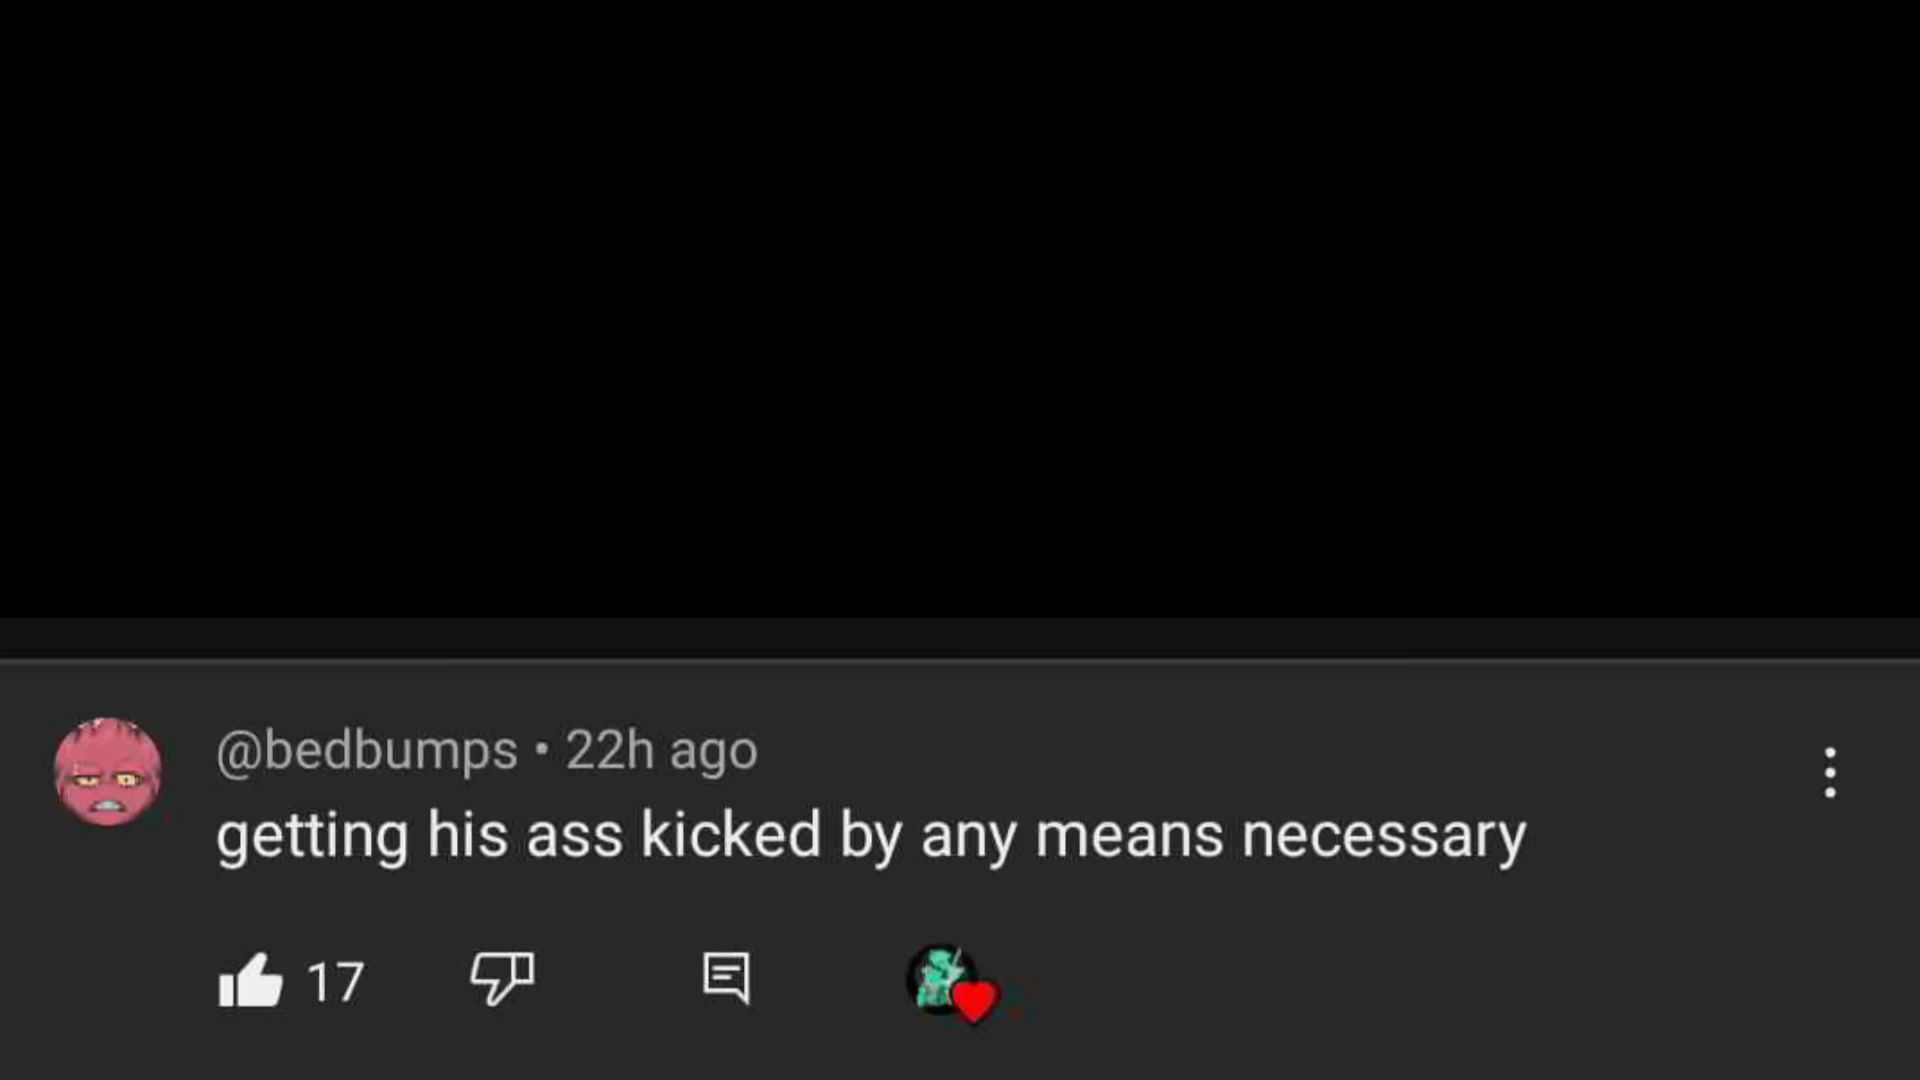 @bedbumps • 22h ago
getting his ass kicked by any means necessary
17